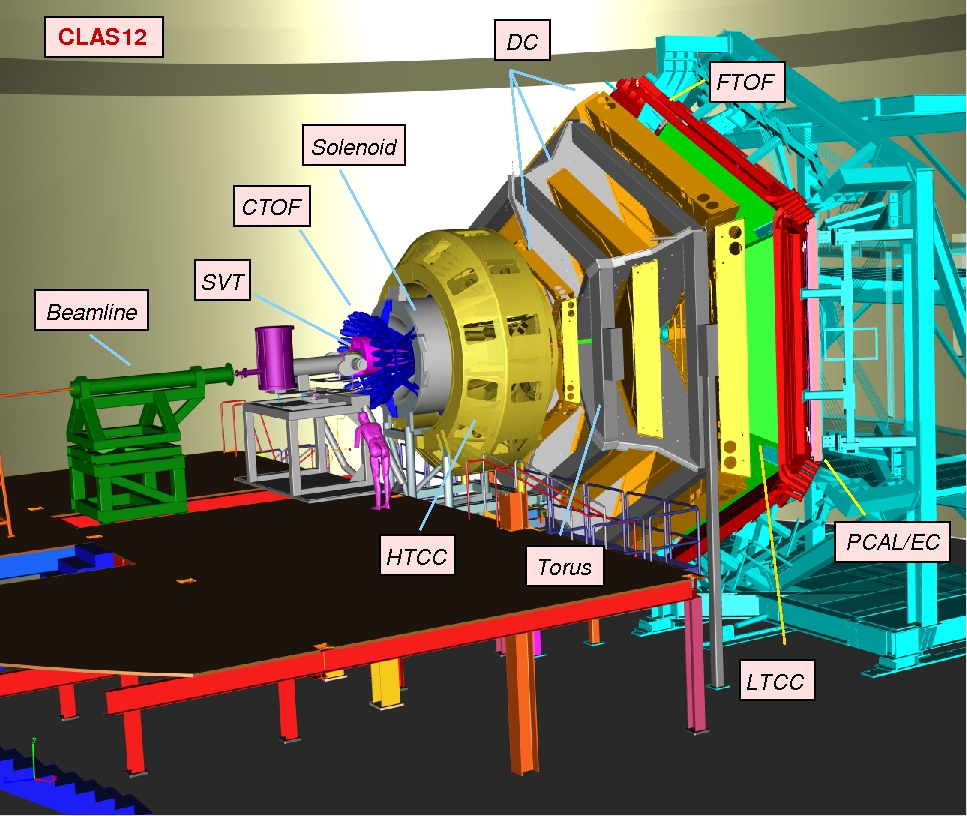 CLAS12
DC
FTOF
Solenoid
CTOF
SVT
Beamline
HTCC
Torus
PCAL/EC
LTCC